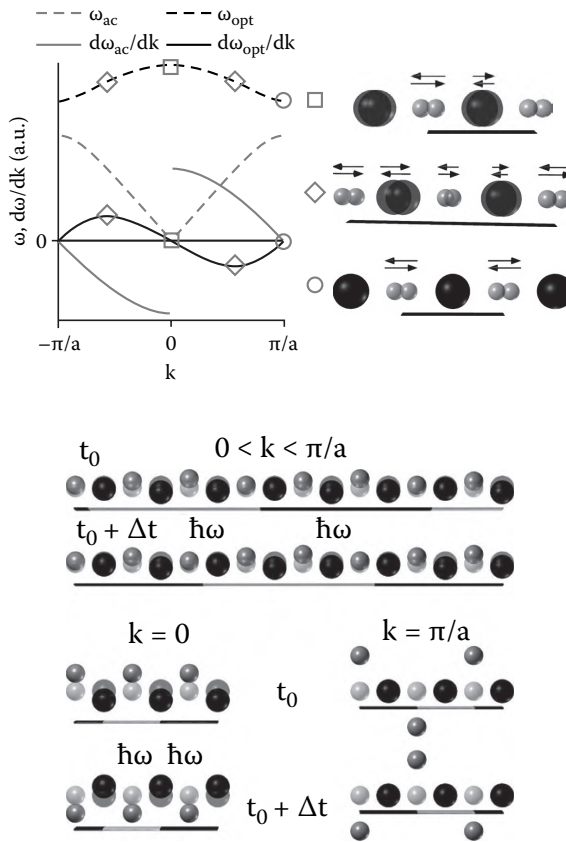 ω_ac ω_opt
dω_ac/dk dω_opt/dk
ω, dω/dk (a.u.)
0
−π/a 0 π/a
k
t_0 0 < k < π/a
t_0 + Δt ħω ħω
k = 0 k = π/a
t_0
ħω ħω
t_0 + Δt